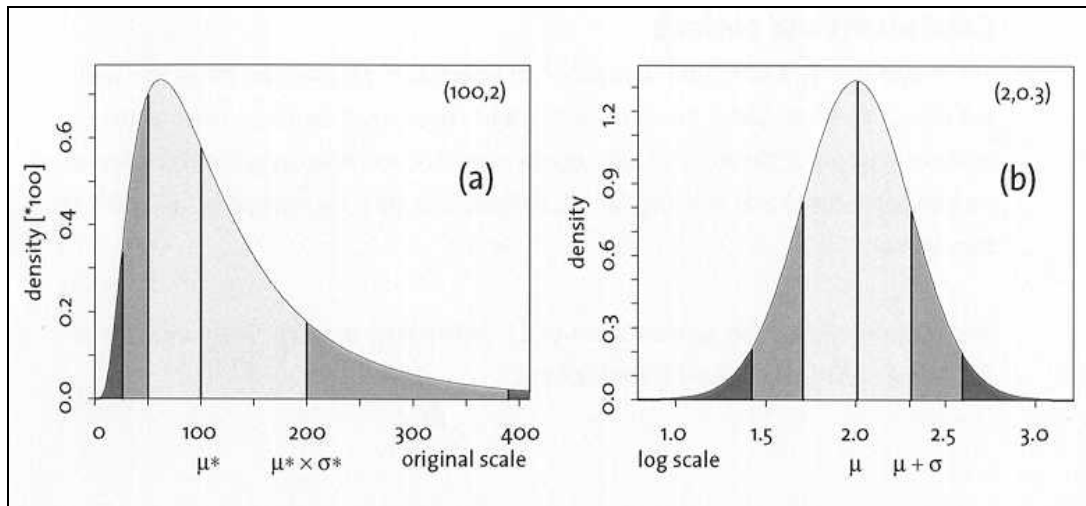 (100,2)
(a)
density [*100]
0.6
0.4
0.2
0.0
0 100 200 300 400
μ* μ* × σ* original scale
(2,0.3)
(b)
density
1.2
0.9
0.6
0.3
0.0
1.0 1.5 2.0 2.5 3.0
log scale μ μ + σ